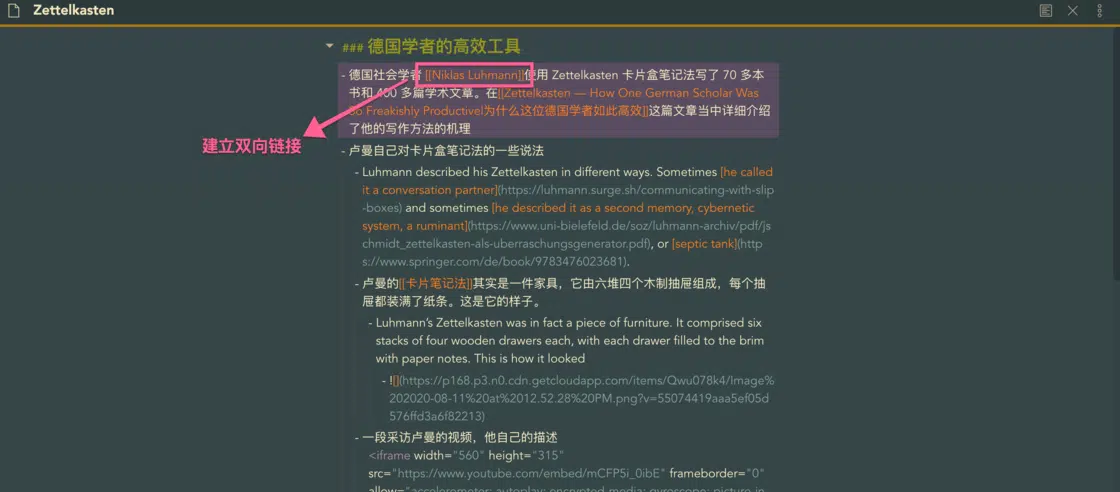 Zettelkasten
### 德国学者的高效工具
- 德国社会学者 [[Niklas Luhmann]]使用 Zettelkasten 卡片盒笔记法写了 70 多本
书和 400 多篇学术文章。在[[Zettelkasten — How One German Scholar Was
So Freakishly Productive|为什么这位德国学者如此高效]]这篇文章当中详细介绍
了他的写作方法的机理
建立双向链接
- 卢曼自己对卡片盒笔记法的一些说法
- Luhmann described his Zettelkasten in different ways. Sometimes [he called
it a conversation partner](https://luhmann.surge.sh/communicating-with-slip
-boxes) and sometimes [he described it as a second memory, cybernetic
system, a ruminant](https://www.uni-bielefeld.de/soz/luhmann-archiv/pdf/js
chmidt_zettelkasten-als-uberraschungsgenerator.pdf), or [septic tank](http
s://www.springer.com/de/book/9783476023681).
- 卢曼的[[卡片笔记法]]其实是一件家具，它由六堆四个木制抽屉组成，每个抽
屉都装满了纸条。这是它的样子。
- Luhmann’s Zettelkasten was in fact a piece of furniture. It comprised six
stacks of four wooden drawers each, with each drawer filled to the brim
with paper notes. This is how it looked
- ![](https://p168.p3.n0.cdn.getcloudapp.com/items/Qwu078k4/Image%
202020-08-11%20at%2012.52.28%20PM.png?v=55074419aaa5ef05d
576ffd3a6f82213)
- 一段采访卢曼的视频，他自己的描述
<iframe width="560" height="315"
src="https://www.youtube.com/embed/mCFP5i_0ibE" frameborder="0"
allow="accelerometer; autoplay; encrypted-media; gyroscope; picture-in